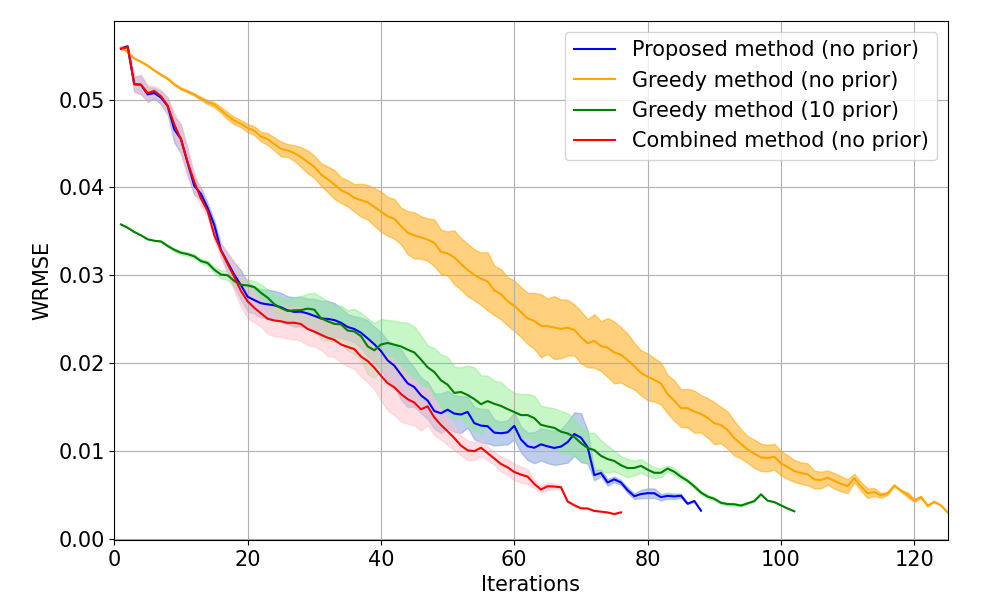 Proposed method (no prior)
Greedy method (no prior)
Greedy method (10 prior)
Combined method (no prior)
0.05
0.04
0.03
0.02
0.01
0.00
WRMSE
0 20 40 60 80 100 120
Iterations